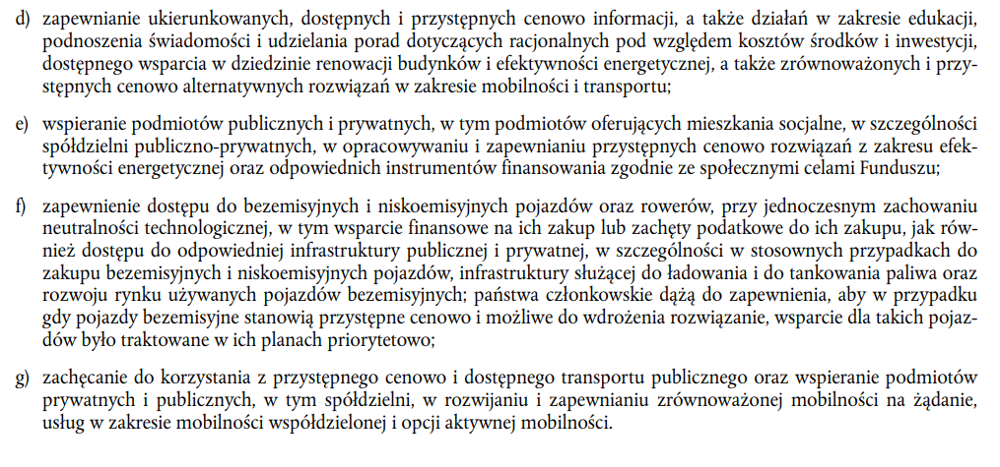 d) zapewnianie ukierunkowanych, dostępnych i przystępnych cenowo informacji, a także działań w zakresie edukacji,
podnoszenia świadomości i udzielania porad dotyczących racjonalnych pod względem kosztów środków i inwestycji,
dostępnego wsparcia w dziedzinie renowacji budynków i efektywności energetycznej, a także zrównoważonych i przy-
stępnych cenowo alternatywnych rozwiązań w zakresie mobilności i transportu;
e) wspieranie podmiotów publicznych i prywatnych, w tym podmiotów oferujących mieszkania socjalne, w szczególności
spółdzielni publiczno-prywatnych, w opracowywaniu i zapewnianiu przystępnych cenowo rozwiązań z zakresu efek-
tywności energetycznej oraz odpowiednich instrumentów finansowania zgodnie ze społecznymi celami Funduszu;
f) zapewnienie dostępu do bezemisyjnych i niskoemisyjnych pojazdów oraz rowerów, przy jednoczesnym zachowaniu
neutralności technologicznej, w tym wsparcie finansowe na ich zakup lub zachęty podatkowe do ich zakupu, jak rów-
nież dostępu do odpowiedniej infrastruktury publicznej i prywatnej, w szczególności w stosownych przypadkach do
zakupu bezemisyjnych i niskoemisyjnych pojazdów, infrastruktury służącej do ładowania i do tankowania paliwa oraz
rozwoju rynku używanych pojazdów bezemisyjnych; państwa członkowskie dążą do zapewnienia, aby w przypadku
gdy pojazdy bezemisyjne stanowią przystępne cenowo i możliwe do wdrożenia rozwiązanie, wsparcie dla takich pojaz-
dów było traktowane w ich planach priorytetowo;
g) zachęcanie do korzystania z przystępnego cenowo i dostępnego transportu publicznego oraz wspieranie podmiotów
prywatnych i publicznych, w tym spółdzielni, w rozwijaniu i zapewnianiu zrównoważonej mobilności na żądanie,
usług w zakresie mobilności współdzielonej i opcji aktywnej mobilności.